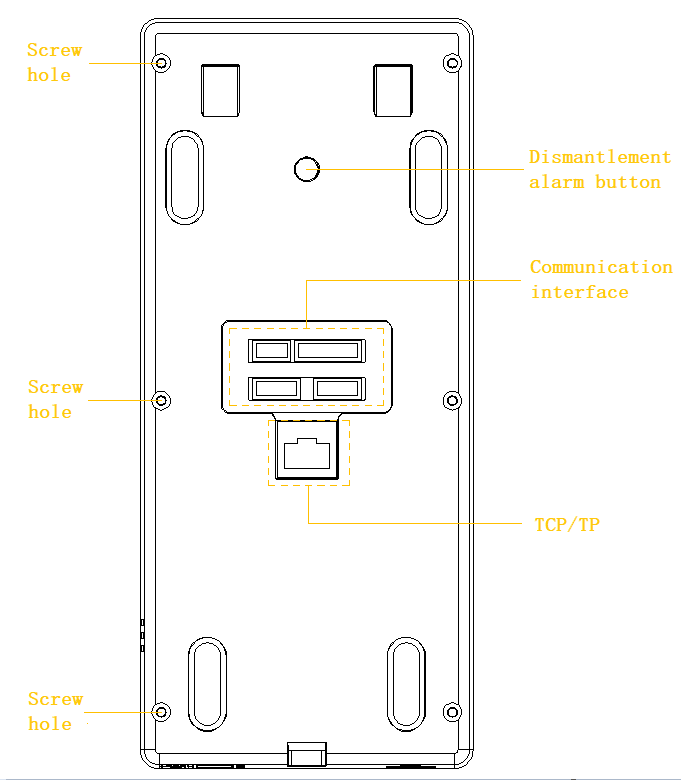 Screw
hole
Dismantlement
alarm button
Communication
interface
Screw
hole
TCP/TP
Screw
hole